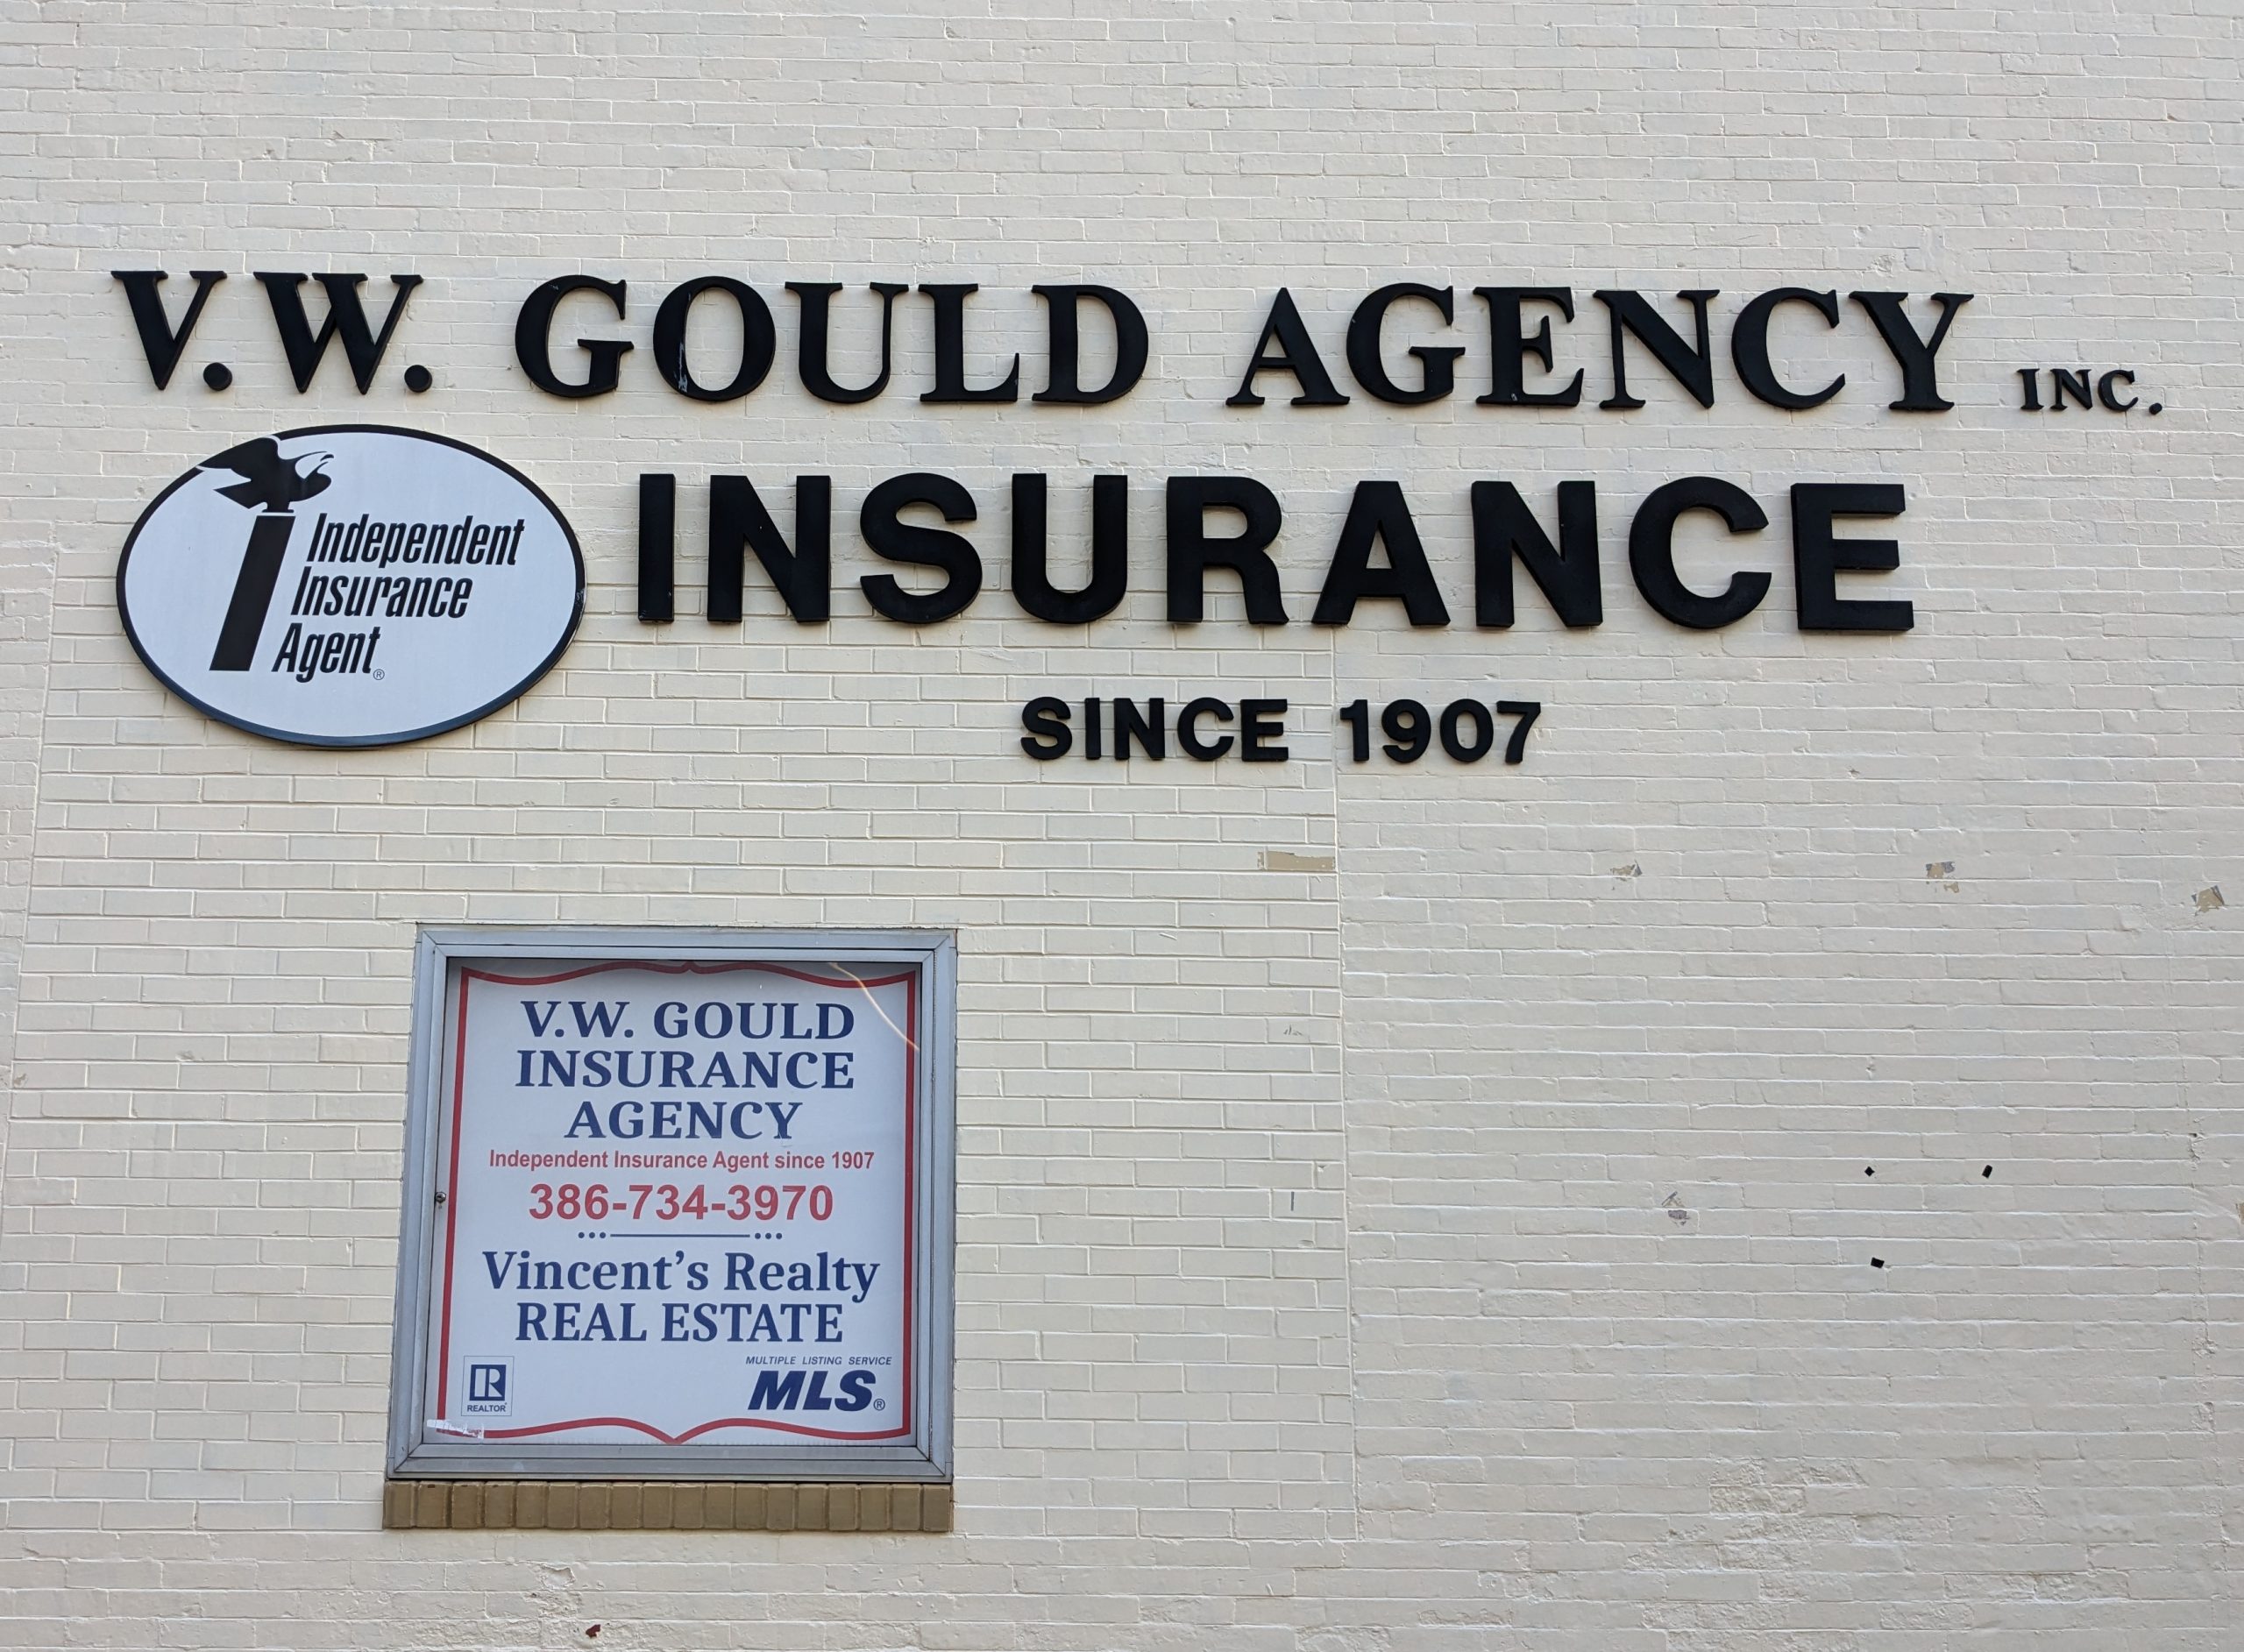 V.W. GOULD AGENCY INC.
Independent
Insurance
Agent®
INSURANCE
SINCE 1907
V.W. GOULD
INSURANCE
AGENCY
Independent Insurance Agent since 1907
386-734-3970
Vincent's Realty
REAL ESTATE
R
REALTOR®
MULTIPLE LISTING SERVICE
MLS®